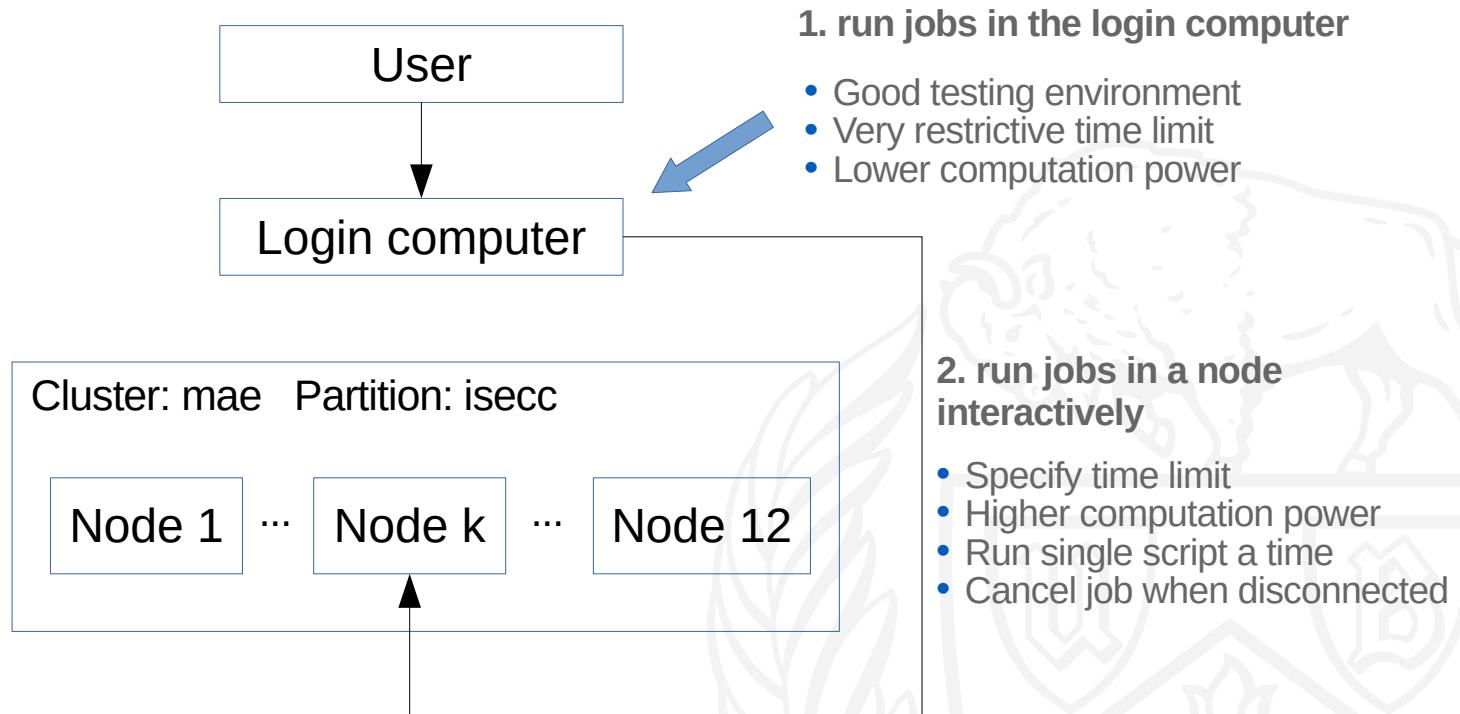 User
Login computer
1. run jobs in the login computer
• Good testing environment
• Very restrictive time limit
• Lower computation power
Cluster: mae   Partition: isecc
Node 1 ... Node k ... Node 12
2. run jobs in a node
interactively
• Specify time limit
• Higher computation power
• Run single script a time
• Cancel job when disconnected
U B